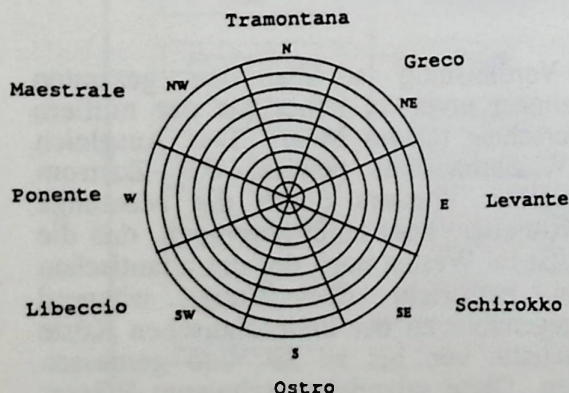 Tramontana
N
Maestrale NW Greco
NE
Ponente W E Levante
Libeccio SW SE Schirokko
S
Ostro